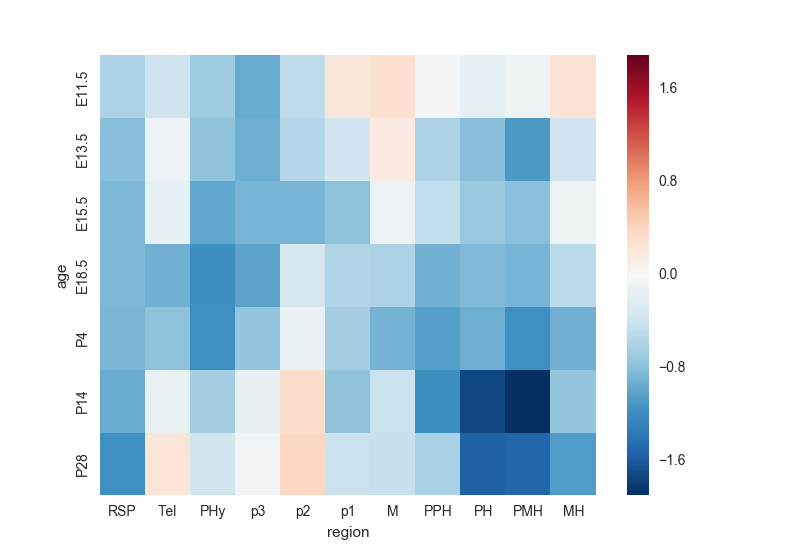 E11.5
E13.5
E15.5
E18.5
P4
P14
P28
age
RSP Tel PHy p3 p2 p1 M PPH PH PMH MH
region
1.6
0.8
0.0
−0.8
−1.6